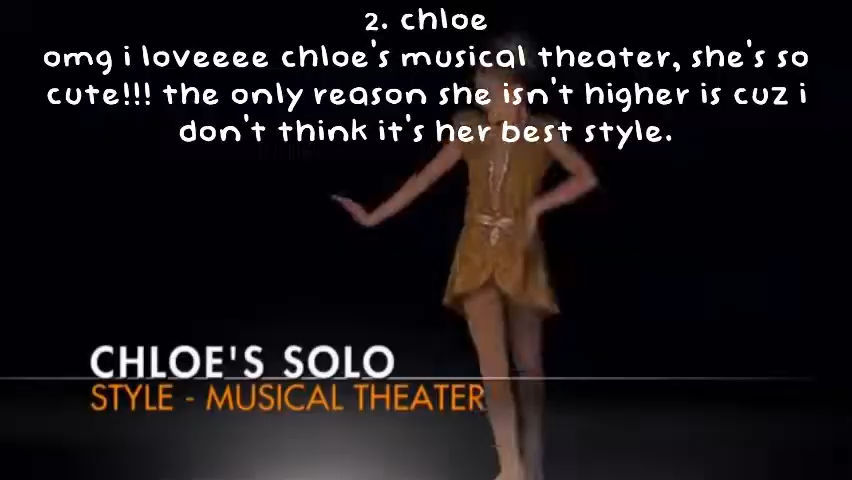 2. chloe
omg i loveeee chloe's musical theater, she's so
cute!!! the only reason she isn't higher is cuz i
don't think it's her best style.
CHLOE'S SOLO
STYLE - MUSICAL THEATER